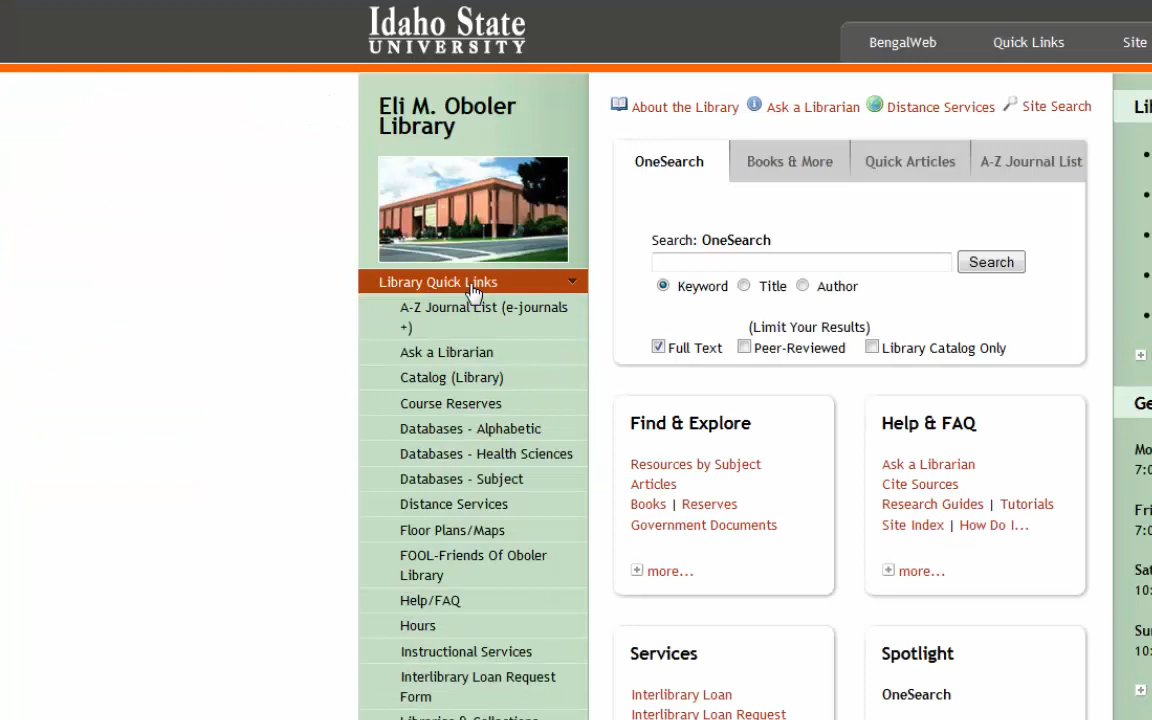 Idaho State
UNIVERSITY
BengalWeb
Quick Links
Site
Eli M. Oboler
Library
Library Quick Links
A-Z Journal List (e-journals
+)
Ask a Librarian
Catalog (Library)
Course Reserves
Databases - Alphabetic
Databases - Health Sciences
Databases - Subject
Distance Services
Floor Plans/Maps
FOOL-Friends Of Oboler
Library
Help/FAQ
Hours
Instructional Services
Interlibrary Loan Request
Form
About the Library
Ask a Librarian
Distance Services
Site Search
OneSearch
Books & More
Quick Articles
A-Z Journal List
Search: OneSearch
Search
Keyword
Title
Author
(Limit Your Results)
Full Text
Peer-Reviewed
Library Catalog Only
Find & Explore
Resources by Subject
Articles
Books | Reserves
Government Documents
more...
Help & FAQ
Ask a Librarian
Cite Sources
Research Guides | Tutorials
Site Index | How Do I...
more...
Services
Interlibrary Loan
Interlibrary Loan Request
Spotlight
OneSearch